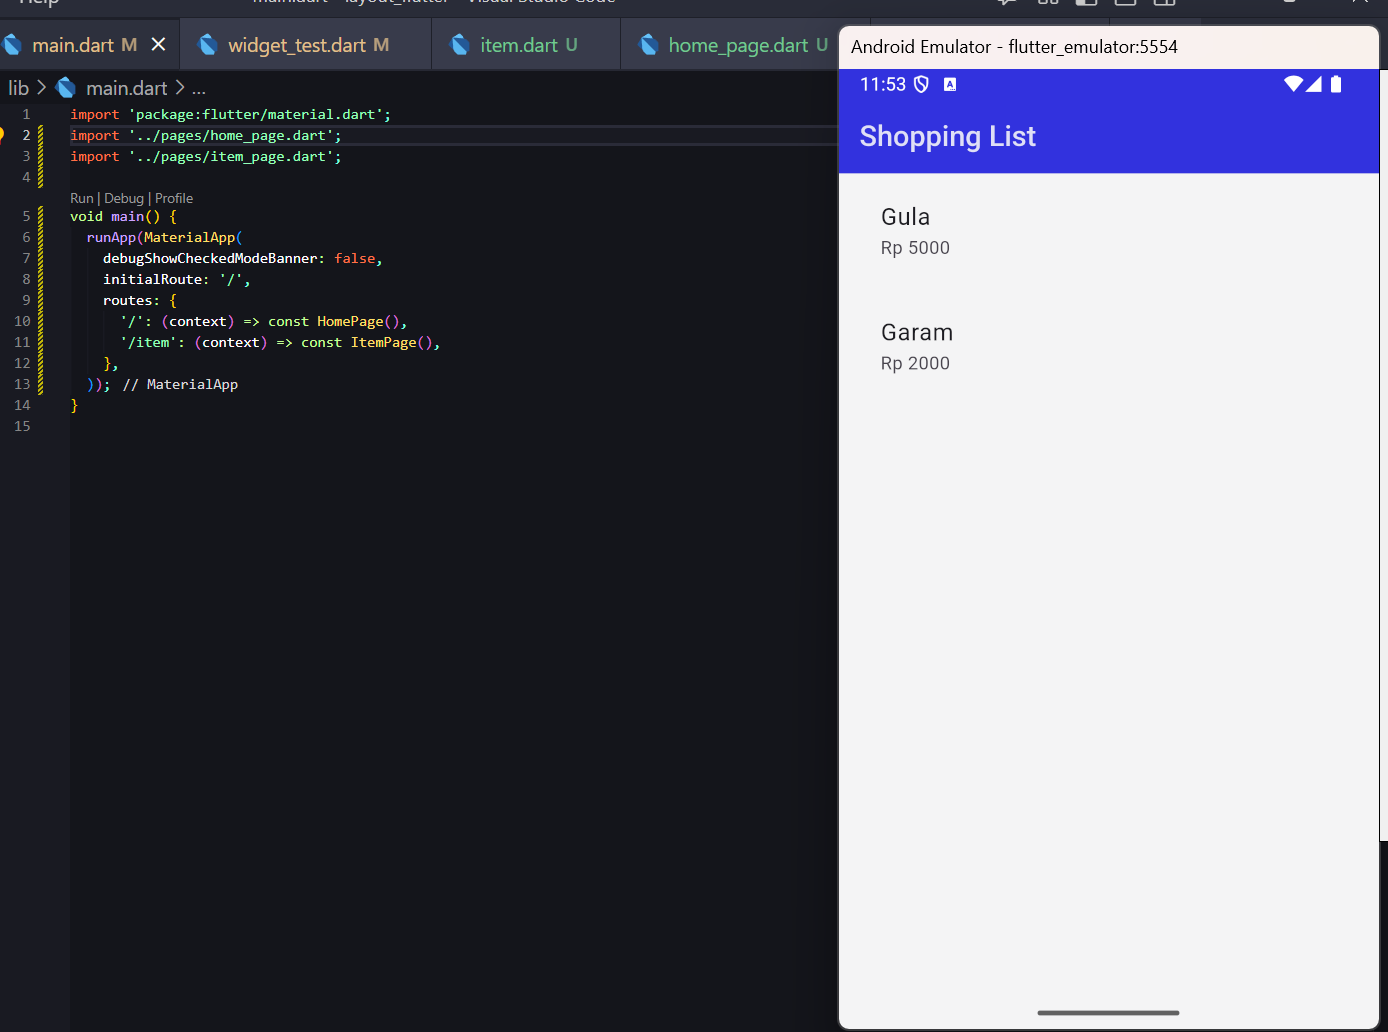 Help
main.dart - layout_flutter - Visual Studio Code
main.dart M
widget_test.dart M
item.dart U
home_page.dart U
lib > main.dart > ...
1 import 'package:flutter/material.dart';
2 import '../pages/home_page.dart';
3 import '../pages/item_page.dart';
4
Run | Debug | Profile
5 void main() {
6 runApp(MaterialApp(
7 debugShowCheckedModeBanner: false,
8 initialRoute: '/',
9 routes: {
10 '/': (context) => const HomePage(),
11 '/item': (context) => const ItemPage(),
12 },
13 )); // MaterialApp
14 }
15
Android Emulator - flutter_emulator:5554
11:53
A
Shopping List
Gula
Rp 5000
Garam
Rp 2000